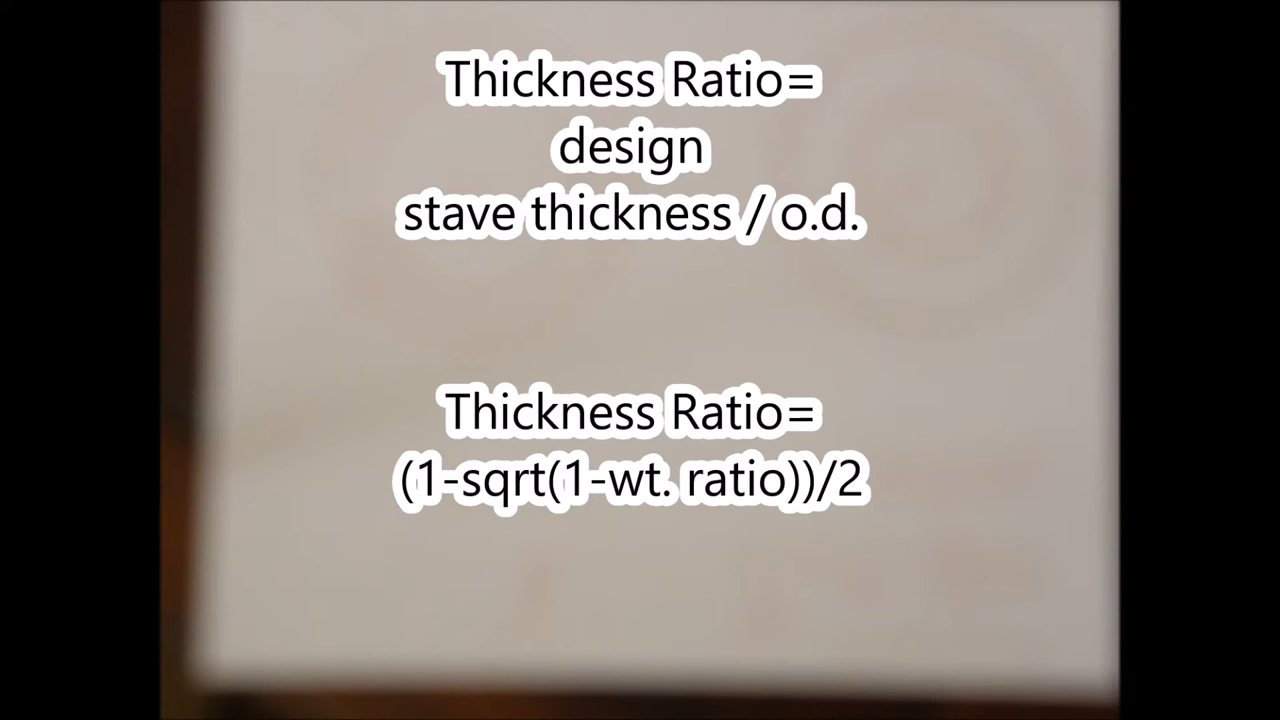 Thickness Ratio=
design
stave thickness / o.d.
Thickness Ratio=
(1-sqrt(1-wt. ratio))/2